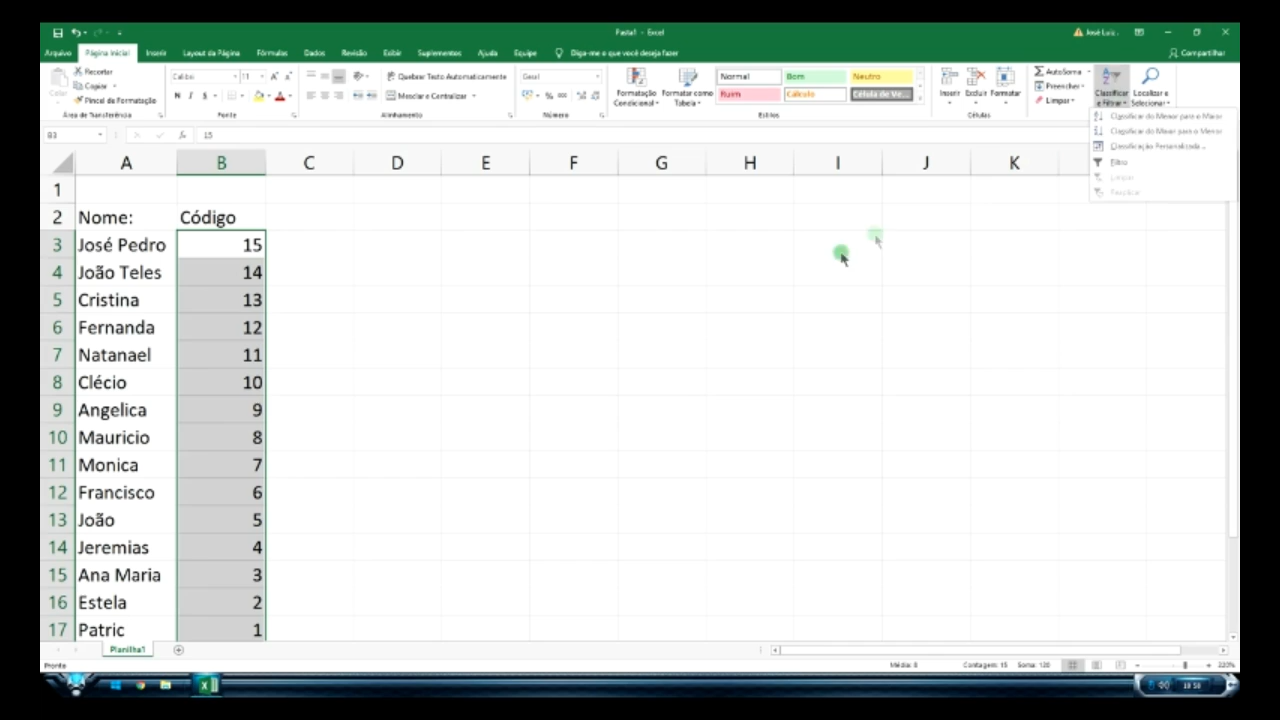 Pasta1 - Excel
José Luiz.
Arquivo Página Inicial Inserir Layout da Página Fórmulas Dados Revisão Exibir Suplementos Ajuda Equipe Diga-me o que você deseja fazer
Compartilhar
Colar
Recortar
Copiar
Pincel de Formatação
Área de Transferência
Calibri 11
N I S
Fonte
Quebrar Texto Automaticamente
Mesclar e Centralizar
Alinhamento
Geral
Número
Formatação Condicional
Formatar como Tabela
Normal Bom Neutro
Ruim Cálculo Célula de Ve...
Estilos
Inserir Excluir Formatar
Células
AutoSoma
Preencher
Limpar
Classificar e Filtrar
Localizar e Selecionar
Classificar do Menor para o Maior
Classificar do Maior para o Menor
Classificação Personalizada...
Filtro
Limpar
Reaplicar
B3 fx 15
A B C D E F G H I J K
1
2 Nome: Código
3 José Pedro 15
4 João Teles 14
5 Cristina 13
6 Fernanda 12
7 Natanael 11
8 Clécio 10
9 Angelica 9
10 Mauricio 8
11 Monica 7
12 Francisco 6
13 João 5
14 Jeremias 4
15 Ana Maria 3
16 Estela 2
17 Patric 1
Planilha1
Pronto
Média: 8 Contagem: 15 Soma: 120 220%